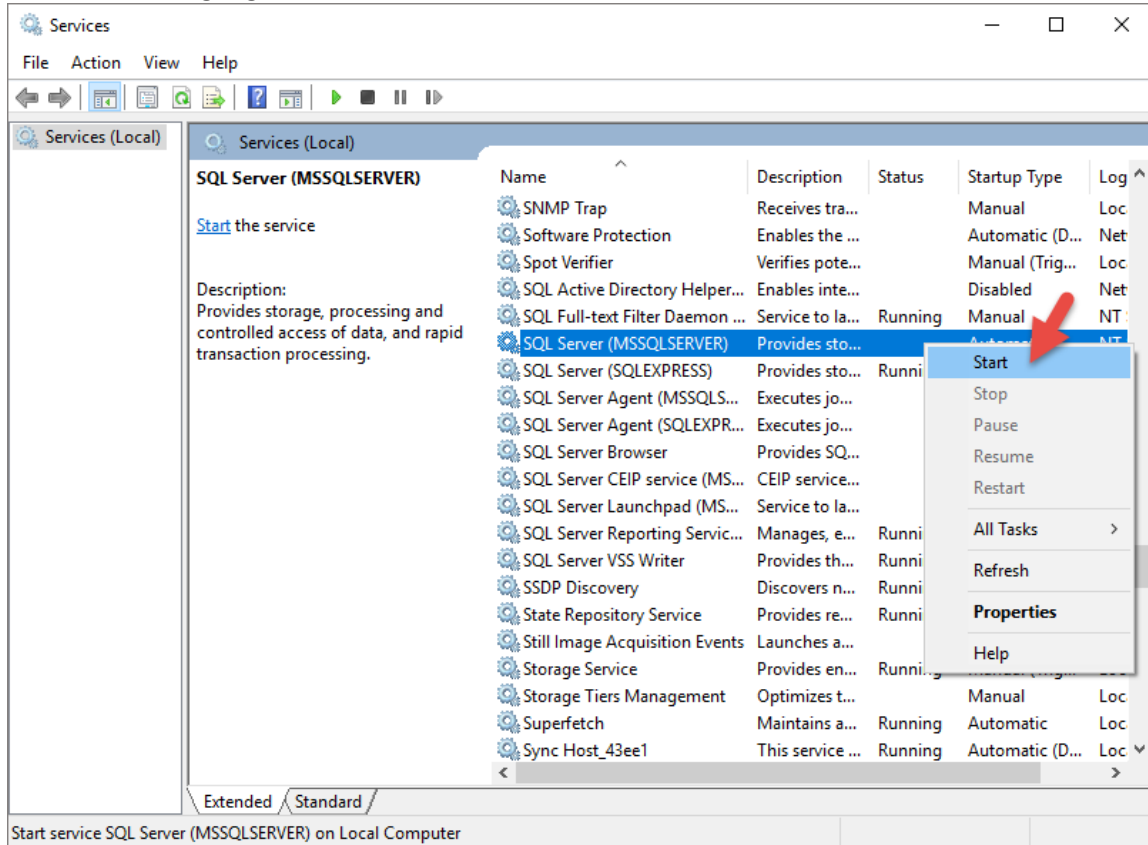 Services
File Action View Help
Services (Local)
Services (Local)
SQL Server (MSSQLSERVER)
Start the service
Description:
Provides storage, processing and
controlled access of data, and rapid
transaction processing.
Name Description Status Startup Type Log
SNMP Trap Receives tra... Manual Loc
Software Protection Enables the ... Automatic (D... Net
Spot Verifier Verifies pote... Manual (Trig... Loc
SQL Active Directory Helper... Enables inte... Disabled Net
SQL Full-text Filter Daemon ... Service to la... Running Manual NT
SQL Server (MSSQLSERVER) Provides sto...
SQL Server (SQLEXPRESS) Provides sto... Runni
SQL Server Agent (MSSQLS... Executes jo...
SQL Server Agent (SQLEXPR... Executes jo...
SQL Server Browser Provides SQ...
SQL Server CEIP service (MS... CEIP service...
SQL Server Launchpad (MS... Service to la...
SQL Server Reporting Servic... Manages, e... Runni
SQL Server VSS Writer Provides th... Runni
SSDP Discovery Discovers n... Runni
State Repository Service Provides re... Runni
Still Image Acquisition Events Launches a...
Storage Service Provides en... Running
Storage Tiers Management Optimizes t... Manual Loc
Superfetch Maintains a... Running Automatic Loc
Sync Host_43ee1 This service ... Running Automatic (D... Loc
Start
Stop
Pause
Resume
Restart
All Tasks
Refresh
Properties
Help
Extended Standard
Start service SQL Server (MSSQLSERVER) on Local Computer